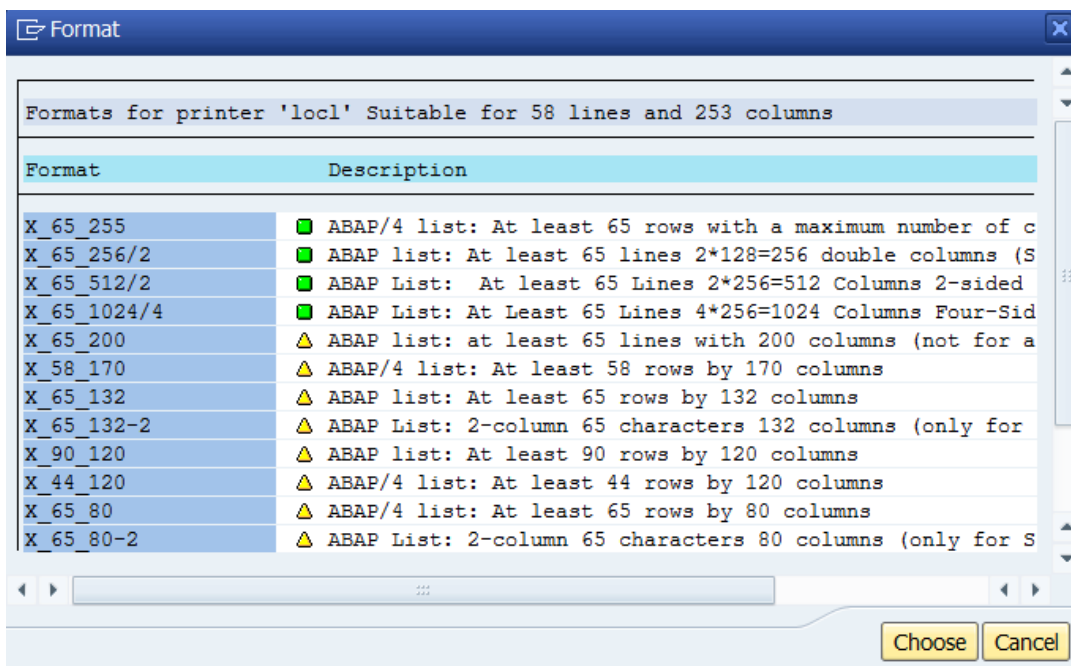 Format
Formats for printer 'locl' Suitable for 58 lines and 253 columns
Format Description
X_65_255 ABAP/4 list: At least 65 rows with a maximum number of c
X_65_256/2 ABAP list: At least 65 lines 2*128=256 double columns (S
X_65_512/2 ABAP List:  At least 65 Lines 2*256=512 Columns 2-sided
X_65_1024/4 ABAP List: At Least 65 Lines 4*256=1024 Columns Four-Sid
X_65_200 ABAP list: at least 65 lines with 200 columns (not for a
X_58_170 ABAP/4 list: At least 58 rows by 170 columns
X_65_132 ABAP list: At least 65 rows by 132 columns
X_65_132-2 ABAP List: 2-column 65 characters 132 columns (only for
X_90_120 ABAP list: At least 90 rows by 120 columns
X_44_120 ABAP/4 list: At least 44 rows by 120 columns
X_65_80 ABAP/4 list: At least 65 rows by 80 columns
X_65_80-2 ABAP List: 2-column 65 characters 80 columns (only for S
Choose Cancel